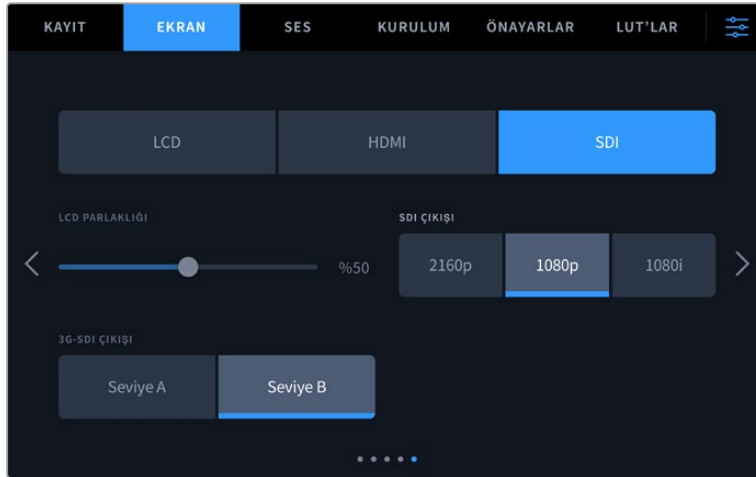 KAYIT EKRAN SES KURULUM ÖNAYARLAR LUT'LAR
LCD HDMI SDI
LCD PARLAKLIĞI SDI ÇIKIŞI
%50 2160p 1080p 1080i
3G-SDI ÇIKIŞI
Seviye A Seviye B